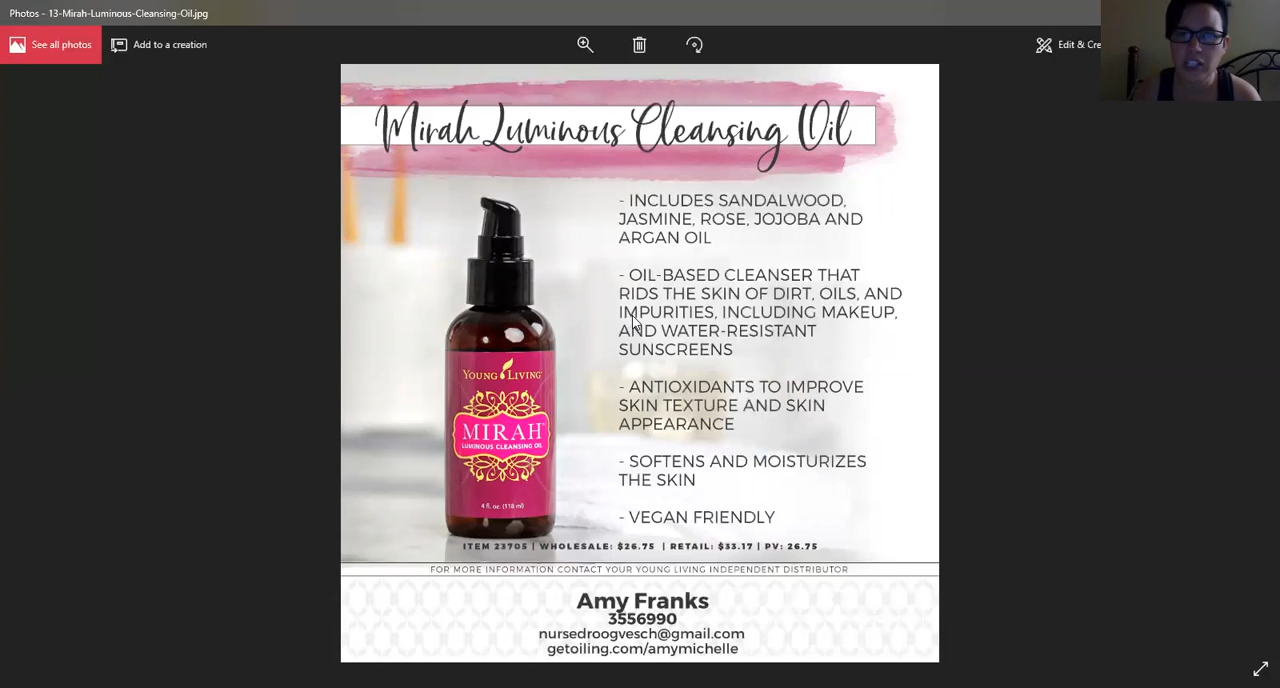 Photos - 13-Mirah-Luminous-Cleansing-Oil.jpg
See all photos
Add to a creation
Edit & Cre
Mirah Luminous Cleansing Oil
- INCLUDES SANDALWOOD,
JASMINE, ROSE, JOJOBA AND
ARGAN OIL
- OIL-BASED CLEANSER THAT
RIDS THE SKIN OF DIRT, OILS, AND
IMPURITIES, INCLUDING MAKEUP,
AND WATER-RESISTANT
SUNSCREENS
- ANTIOXIDANTS TO IMPROVE
SKIN TEXTURE AND SKIN
APPEARANCE
- SOFTENS AND MOISTURIZES
THE SKIN
- VEGAN FRIENDLY
YOUNG LIVING
MIRAH
LUMINOUS CLEANSING OIL
4 fl. oz. (118 ml)
ITEM 23705 | WHOLESALE: $26.75 | RETAIL: $33.17 | PV: 26.75
FOR MORE INFORMATION CONTACT YOUR YOUNG LIVING INDEPENDENT DISTRIBUTOR
Amy Franks
3556990
nursedroogvesch@gmail.com
getoiling.com/amymichelle